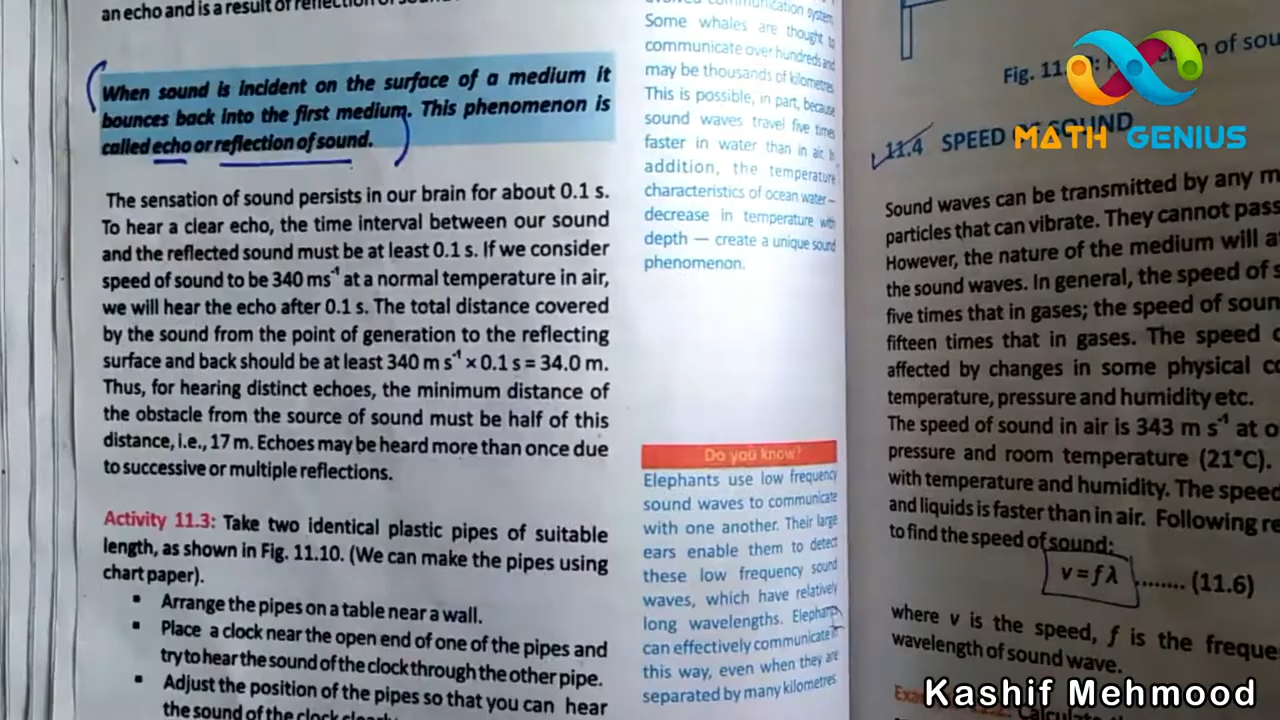 an echo and is a result of reflection of sou
When sound is incident on the surface of a medium it
bounces back into the first medium. This phenomenon is
called echo or reflection of sound.
The sensation of sound persists in our brain for about 0.1 s.
To hear a clear echo, the time interval between our sound
and the reflected sound must be at least 0.1 s. If we consider
speed of sound to be 340 ms⁻¹ at a normal temperature in air,
we will hear the echo after 0.1 s. The total distance covered
by the sound from the point of generation to the reflecting
surface and back should be at least 340 m s⁻¹ × 0.1 s = 34.0 m.
Thus, for hearing distinct echoes, the minimum distance of
the obstacle from the source of sound must be half of this
distance, i.e., 17 m. Echoes may be heard more than once due
to successive or multiple reflections.
Activity 11.3: Take two identical plastic pipes of suitable
length, as shown in Fig. 11.10. (We can make the pipes using
chart paper).
▪ Arrange the pipes on a table near a wall.
▪ Place a clock near the open end of one of the pipes and
try to hear the sound of the clock through the other pipe.
▪ Adjust the position of the pipes so that you can hear
the sound of the clock clearly
communication system.
Some whales are thought to
communicate over hundreds and
may be thousands of kilometres.
This is possible, in part, because
sound waves travel five times
faster in water than in air. In
addition, the temperature
characteristics of ocean water –
decrease in temperature with
depth — create a unique sound
phenomenon.
Do you know?
Elephants use low frequency
sound waves to communicate
with one another. Their large
ears enable them to detect
these low frequency sound
waves, which have relatively
long wavelengths. Elephants
can effectively communicate in
this way, even when they are
separated by many kilometres.
Fig. 11. of sou
MATH GENIUS
11.4 SPEED OF SOUND
Sound waves can be transmitted by any m
particles that can vibrate. They cannot pass
However, the nature of the medium will a
the sound waves. In general, the speed of s
five times that in gases; the speed of soun
fifteen times that in gases. The speed o
affected by changes in some physical co
temperature, pressure and humidity etc.
The speed of sound in air is 343 m s⁻¹ at o
pressure and room temperature (21°C).
with temperature and humidity. The speed
and liquids is faster than in air. Following re
to find the speed of sound:
v = f λ ........ (11.6)
where v is the speed, f is the freque
wavelength of sound wave.
Calculate the
Kashif Mehmood